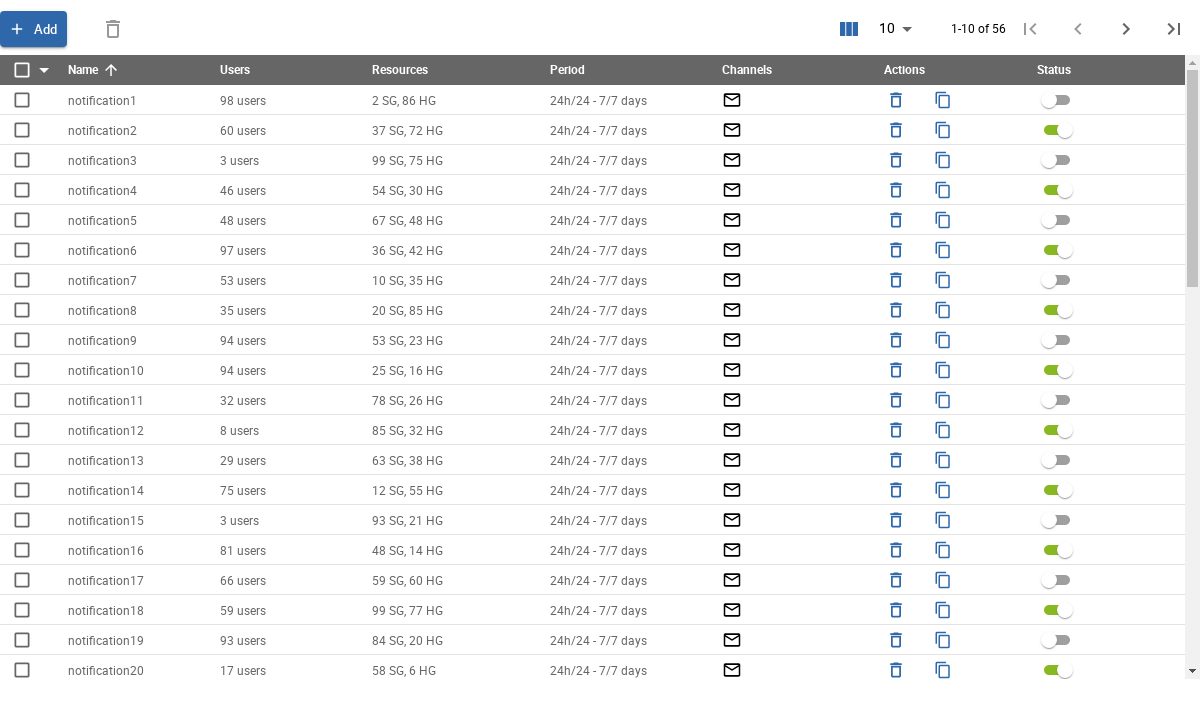 Add 10 1-10 of 56
Name Users Resources Period Channels Actions Status
notification1 98 users 2 SG, 86 HG 24h/24 - 7/7 days
notification2 60 users 37 SG, 72 HG 24h/24 - 7/7 days
notification3 3 users 99 SG, 75 HG 24h/24 - 7/7 days
notification4 46 users 54 SG, 30 HG 24h/24 - 7/7 days
notification5 48 users 67 SG, 48 HG 24h/24 - 7/7 days
notification6 97 users 36 SG, 42 HG 24h/24 - 7/7 days
notification7 53 users 10 SG, 35 HG 24h/24 - 7/7 days
notification8 35 users 20 SG, 85 HG 24h/24 - 7/7 days
notification9 94 users 53 SG, 23 HG 24h/24 - 7/7 days
notification10 94 users 25 SG, 16 HG 24h/24 - 7/7 days
notification11 32 users 78 SG, 26 HG 24h/24 - 7/7 days
notification12 8 users 85 SG, 32 HG 24h/24 - 7/7 days
notification13 29 users 63 SG, 38 HG 24h/24 - 7/7 days
notification14 75 users 12 SG, 55 HG 24h/24 - 7/7 days
notification15 3 users 93 SG, 21 HG 24h/24 - 7/7 days
notification16 81 users 48 SG, 14 HG 24h/24 - 7/7 days
notification17 66 users 59 SG, 60 HG 24h/24 - 7/7 days
notification18 59 users 99 SG, 77 HG 24h/24 - 7/7 days
notification19 93 users 84 SG, 20 HG 24h/24 - 7/7 days
notification20 17 users 58 SG, 6 HG 24h/24 - 7/7 days